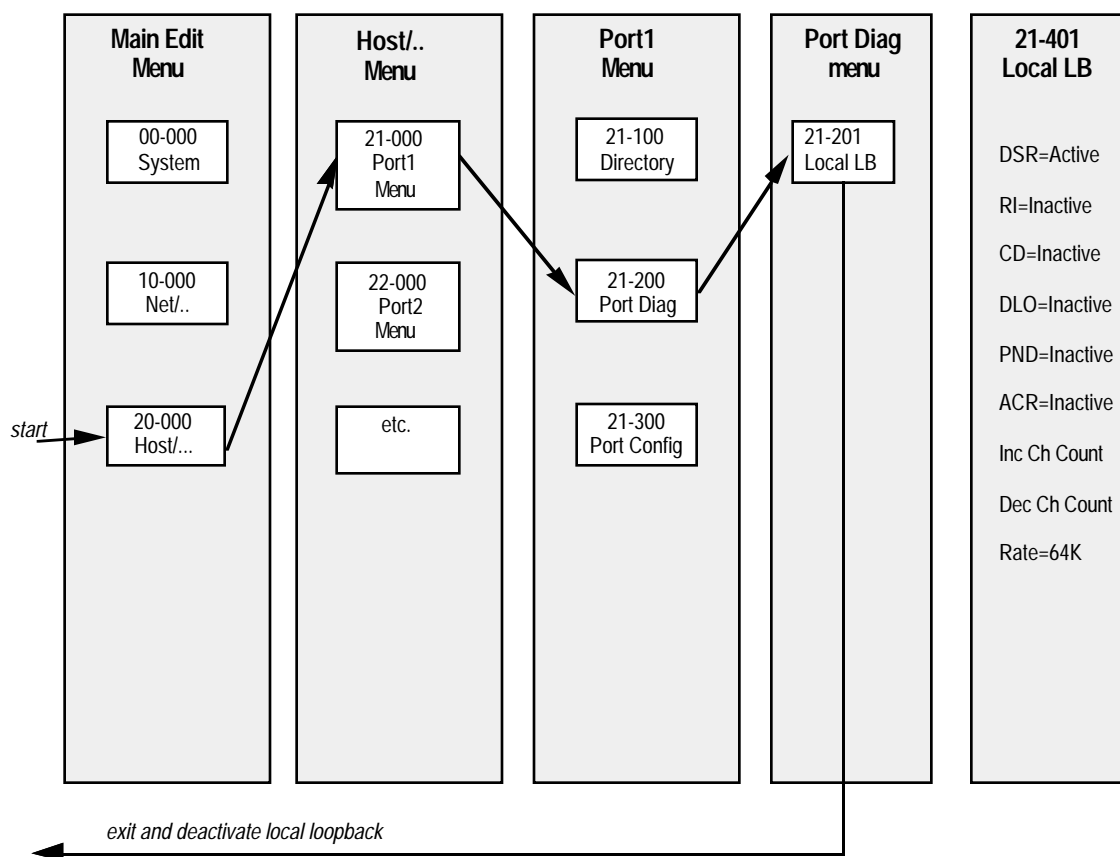 Main Edit
Menu
00-000
System
10-000
Net/..
start
20-000
Host/...
Host/..
Menu
21-000
Port1
Menu
22-000
Port2
Menu
etc.
Port1
Menu
21-100
Directory
21-200
Port Diag
21-300
Port Config
Port Diag
menu
21-201
Local LB
21-401
Local LB
DSR=Active
RI=Inactive
CD=Inactive
DLO=Inactive
PND=Inactive
ACR=Inactive
Inc Ch Count
Dec Ch Count
Rate=64K
exit and deactivate local loopback